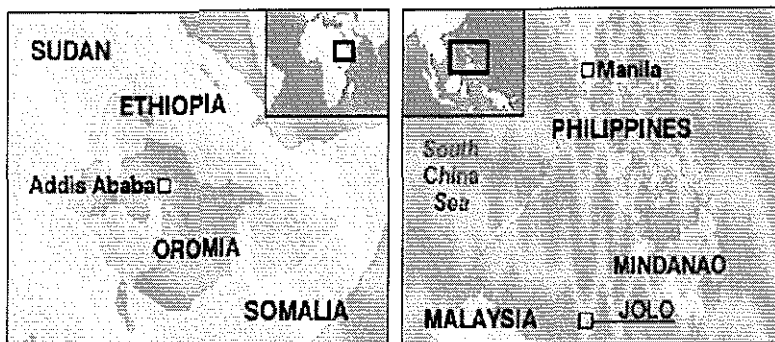 SUDAN
ETHIOPIA
Addis Ababa
OROMIA
SOMALIA
Manila
PHILIPPINES
South
China
Sea
MINDANAO
MALAYSIA
JOLO